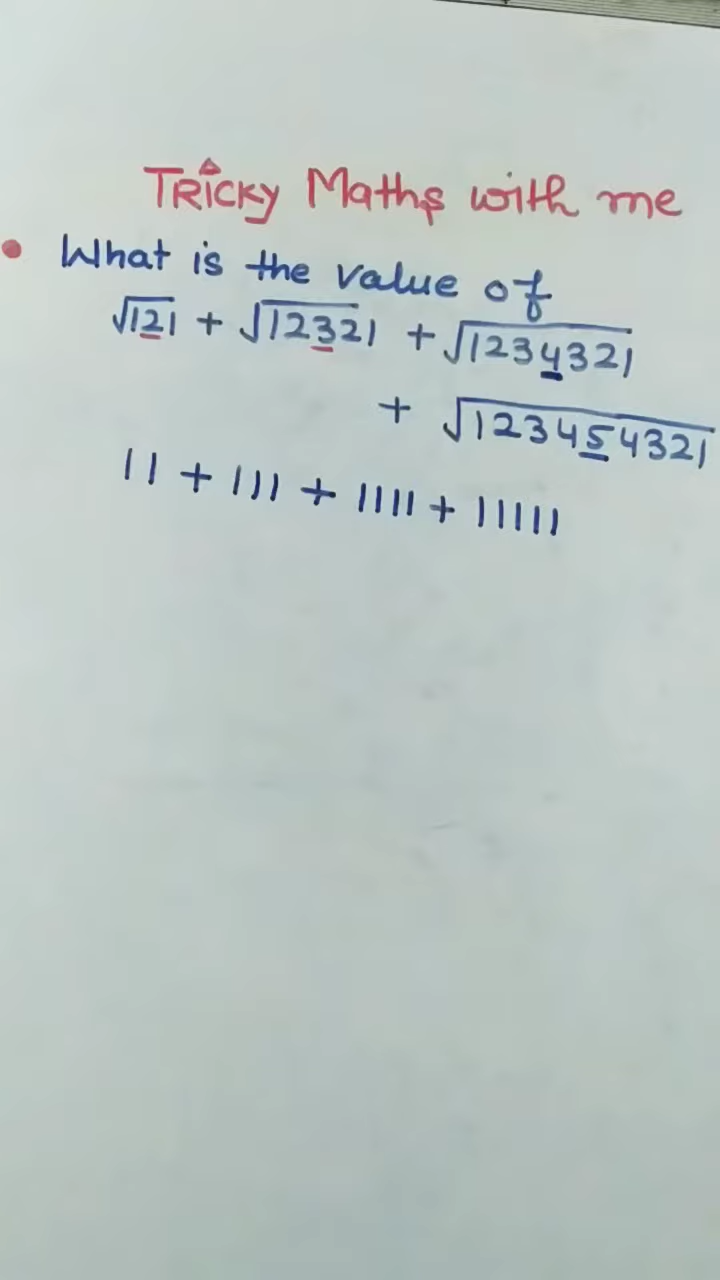 Tricky Maths with me
• What is the value of
√121 + √12321 + √1234321
+ √123454321
11 + 111 + 1111 + 11111